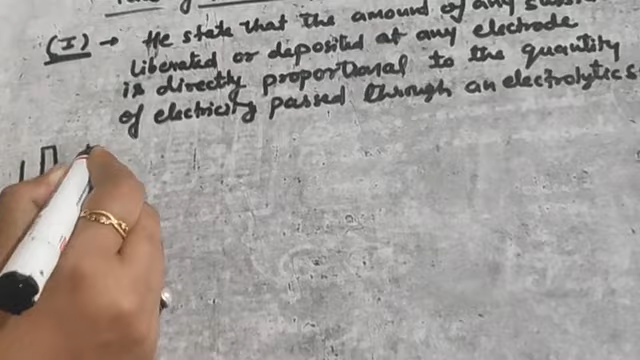 (I) → He state that the amount of any
liberated or deposited at any electrode
is directly proportional to the quantity
of electricity passed through an electrolytics